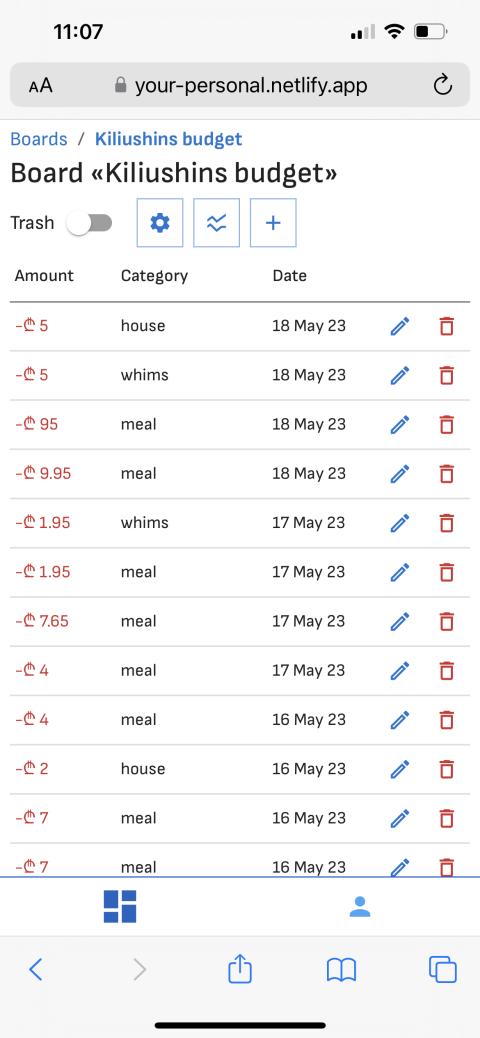 11:07
AA your-personal.netlify.app
Boards / Kiliushins budget
Board «Kiliushins budget»
Trash
Amount Category Date
-₾ 5 house 18 May 23
-₾ 5 whims 18 May 23
-₾ 95 meal 18 May 23
-₾ 9.95 meal 18 May 23
-₾ 1.95 whims 17 May 23
-₾ 1.95 meal 17 May 23
-₾ 7.65 meal 17 May 23
-₾ 4 meal 17 May 23
-₾ 4 meal 16 May 23
-₾ 2 house 16 May 23
-₾ 7 meal 16 May 23
-₾ 7 meal 16 May 23